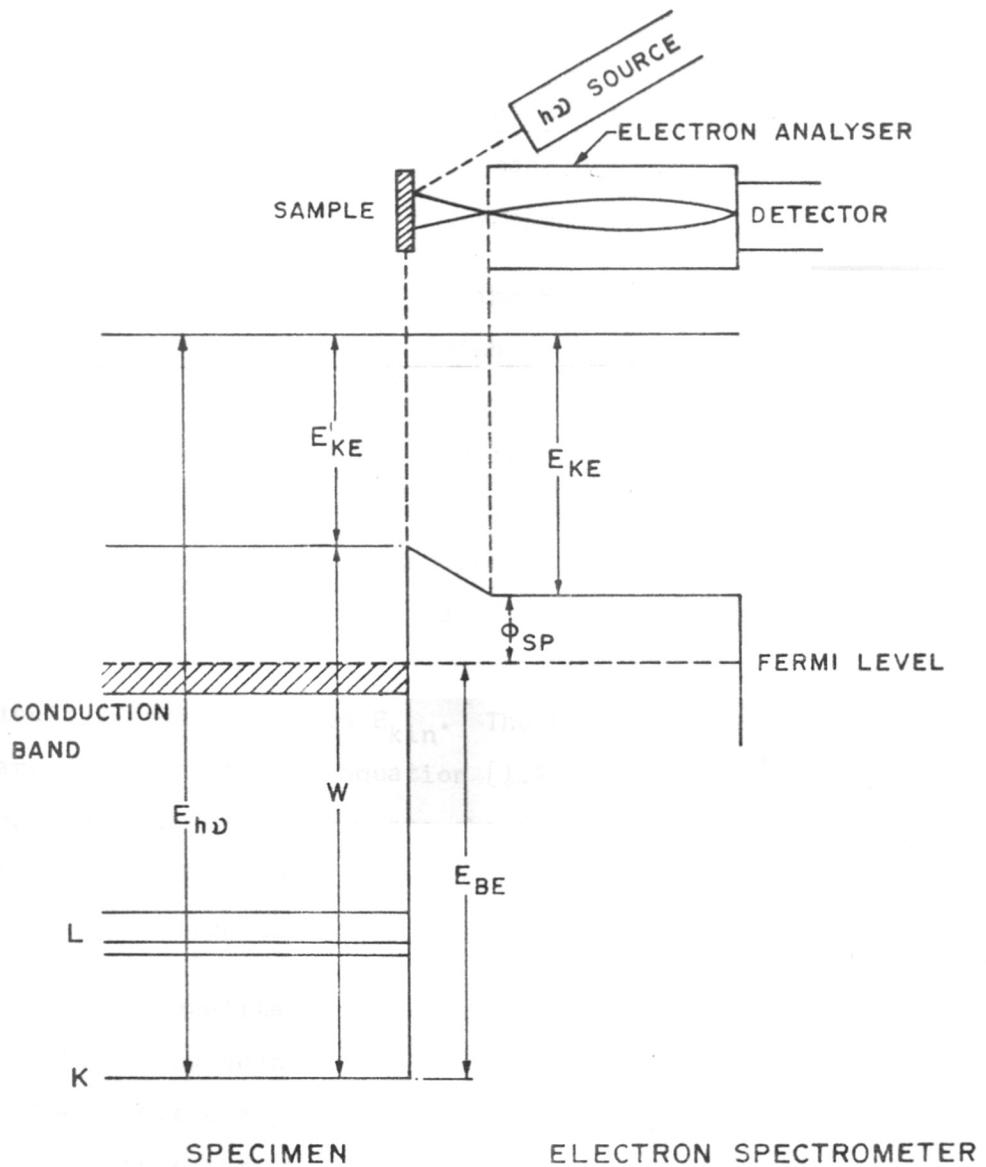 hν SOURCE
ELECTRON ANALYSER
SAMPLE
DETECTOR
E'KE
EKE
ΦSP
FERMI LEVEL
CONDUCTION
BAND
W
Ehν
EBE
L
K
SPECIMEN
ELECTRON SPECTROMETER